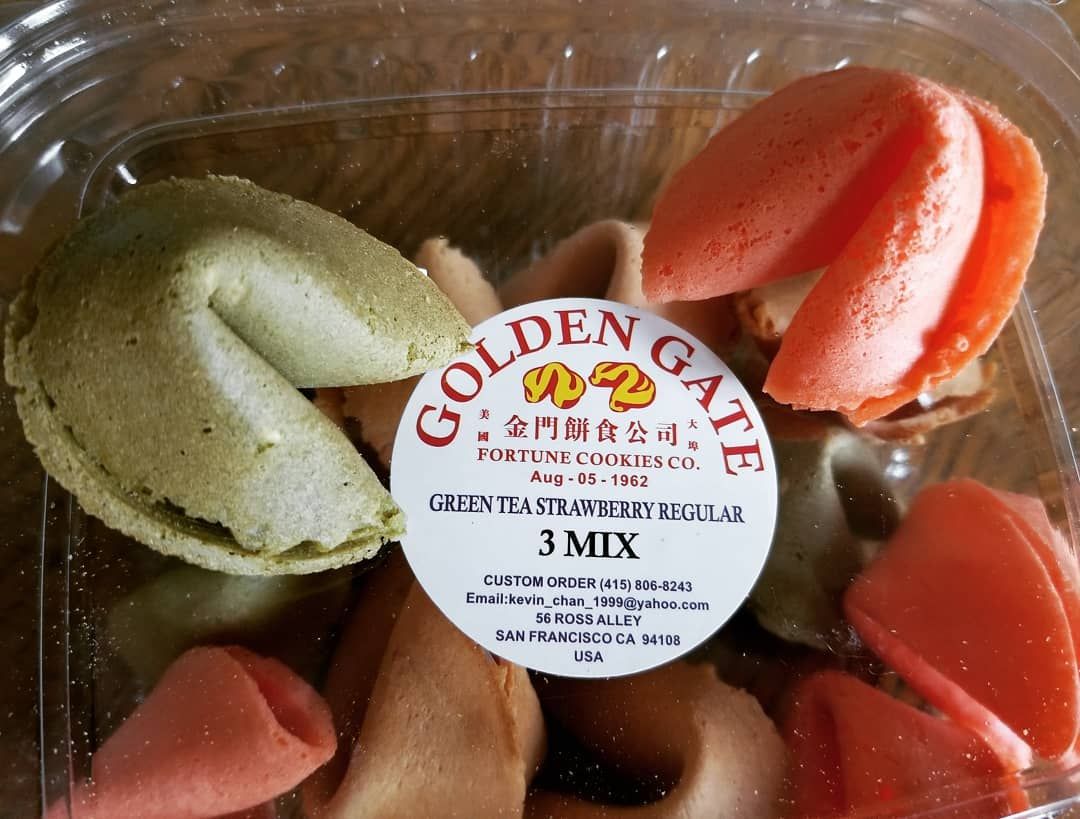 GOLDEN GATE
美國 金門餅食公司 大埠
FORTUNE COOKIES CO.
Aug - 05 - 1962
GREEN TEA STRAWBERRY REGULAR
3 MIX
CUSTOM ORDER (415) 806-8243
Email:kevin_chan_1999@yahoo.com
56 ROSS ALLEY
SAN FRANCISCO CA 94108
USA